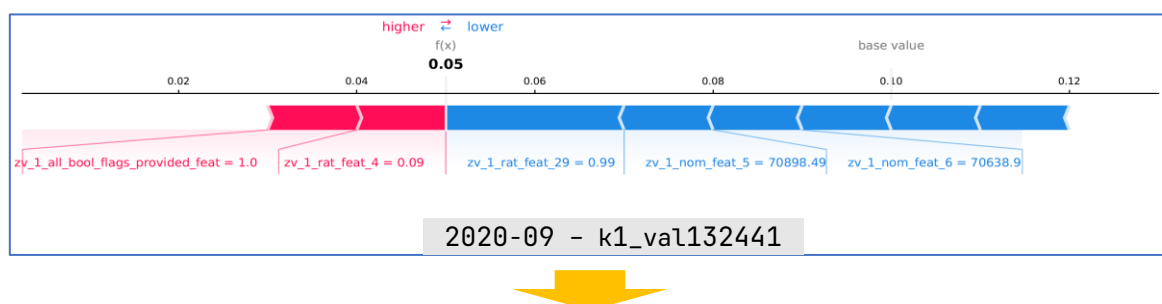 higher ⇄ lower
f(x)
base value
0.05
0.02 0.04 0.06 0.08 0.10 0.12
zv_1_all_bool_flags_provided_feat = 1.0 zv_1_rat_feat_4 = 0.09 zv_1_rat_feat_29 = 0.99 zv_1_nom_feat_5 = 70898.49 zv_1_nom_feat_6 = 70638.9
2020-09 – k1_val132441